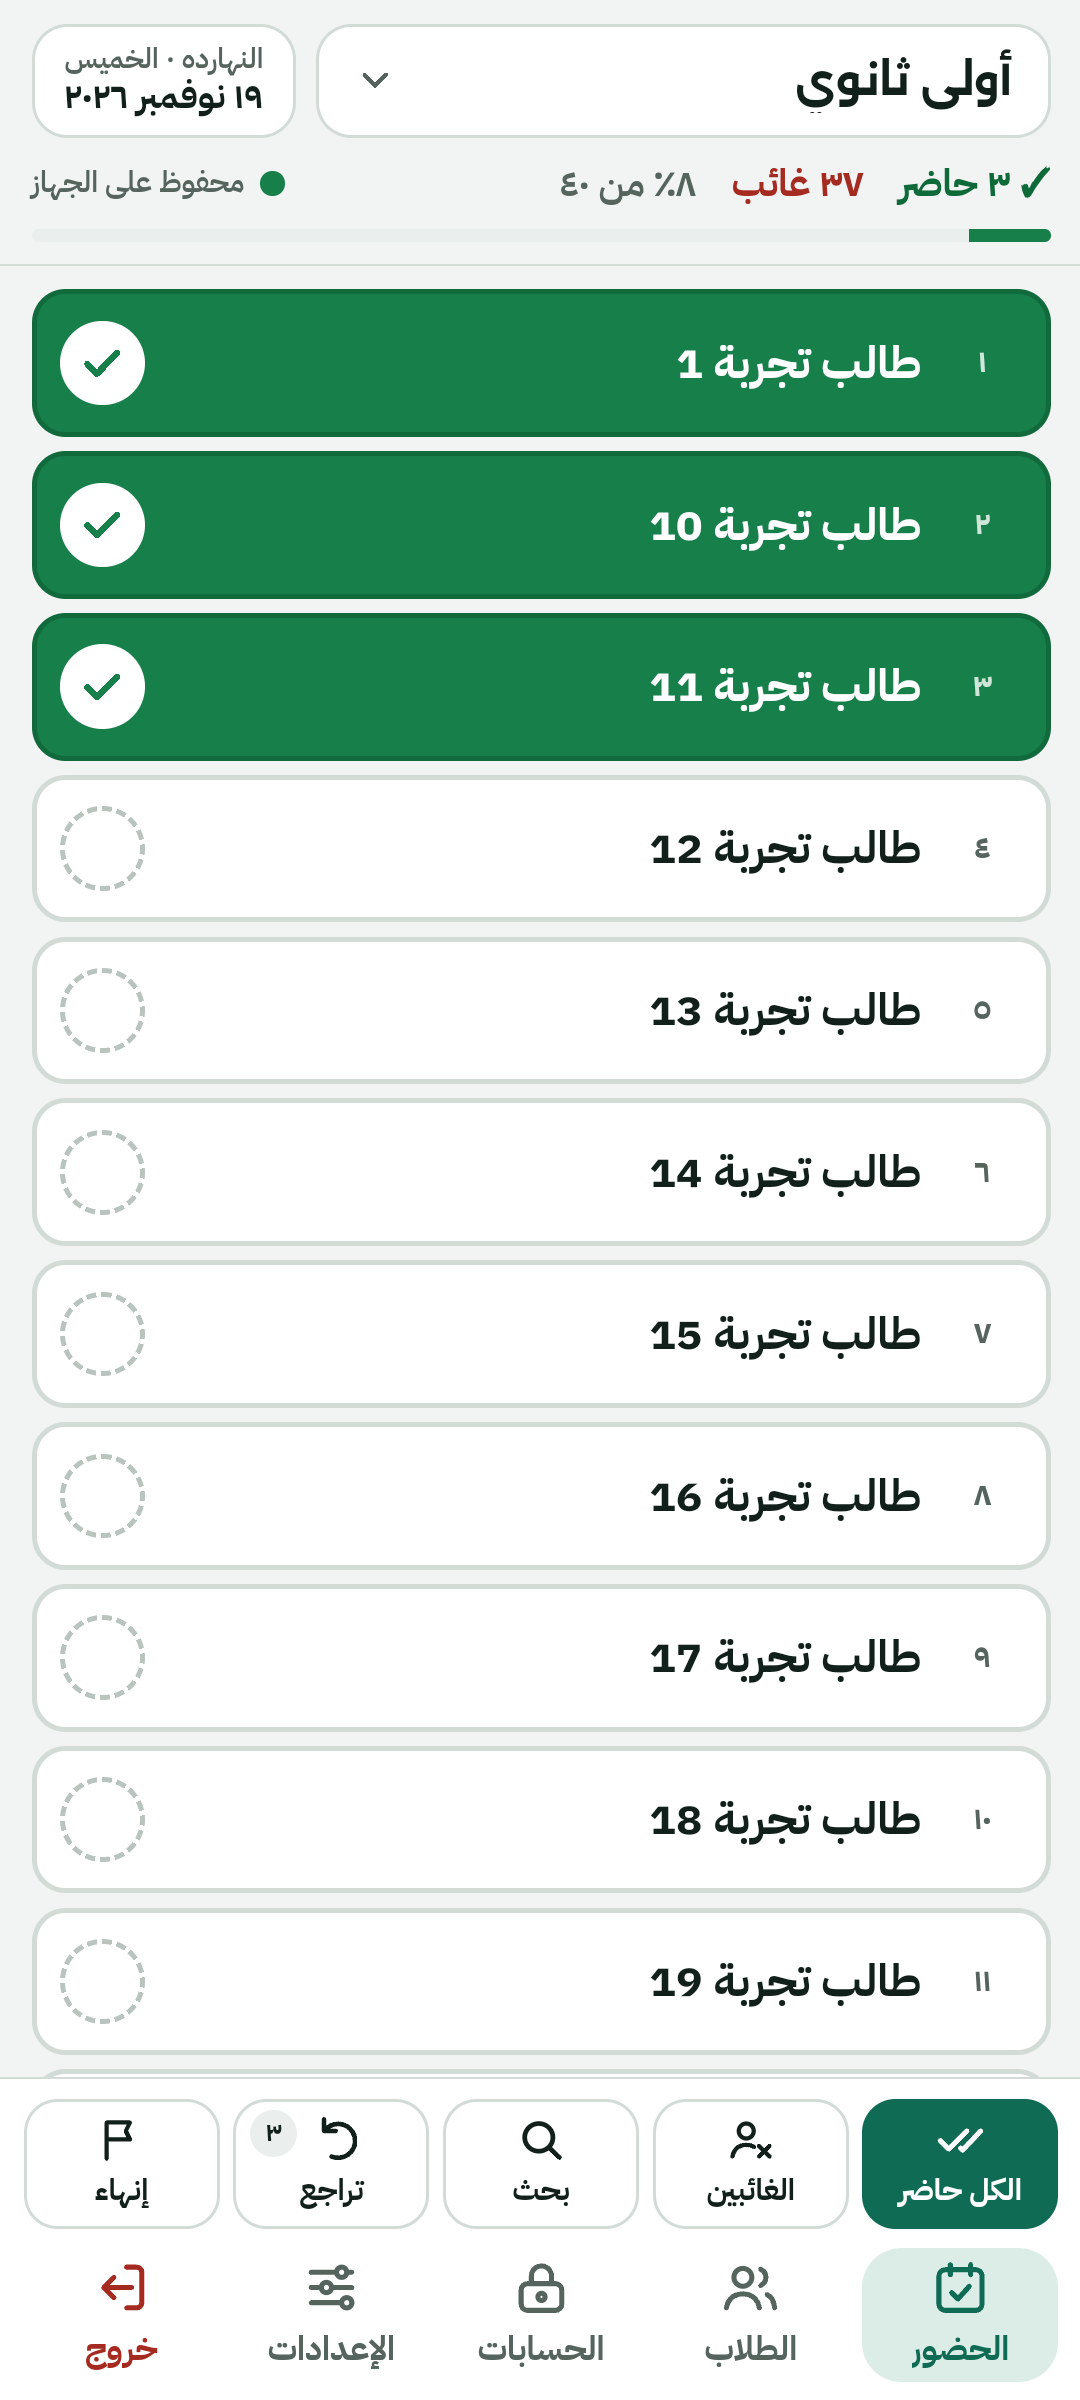 أولى ثانوي
النهارده · الخميس
١٩ نوفمبر ٢٠٢٦
✓ ٣ حاضر ٣٧ غائب ٨٪ من ٤٠ محفوظ على الجهاز
١ طالب تجربة 1
٢ طالب تجربة 10
٣ طالب تجربة 11
٤ طالب تجربة 12
٥ طالب تجربة 13
٦ طالب تجربة 14
٧ طالب تجربة 15
٨ طالب تجربة 16
٩ طالب تجربة 17
١٠ طالب تجربة 18
١١ طالب تجربة 19
٣
الكل حاضر الغائبين بحث تراجع إنهاء
الحضور الطلاب الحسابات الإعدادات خروج